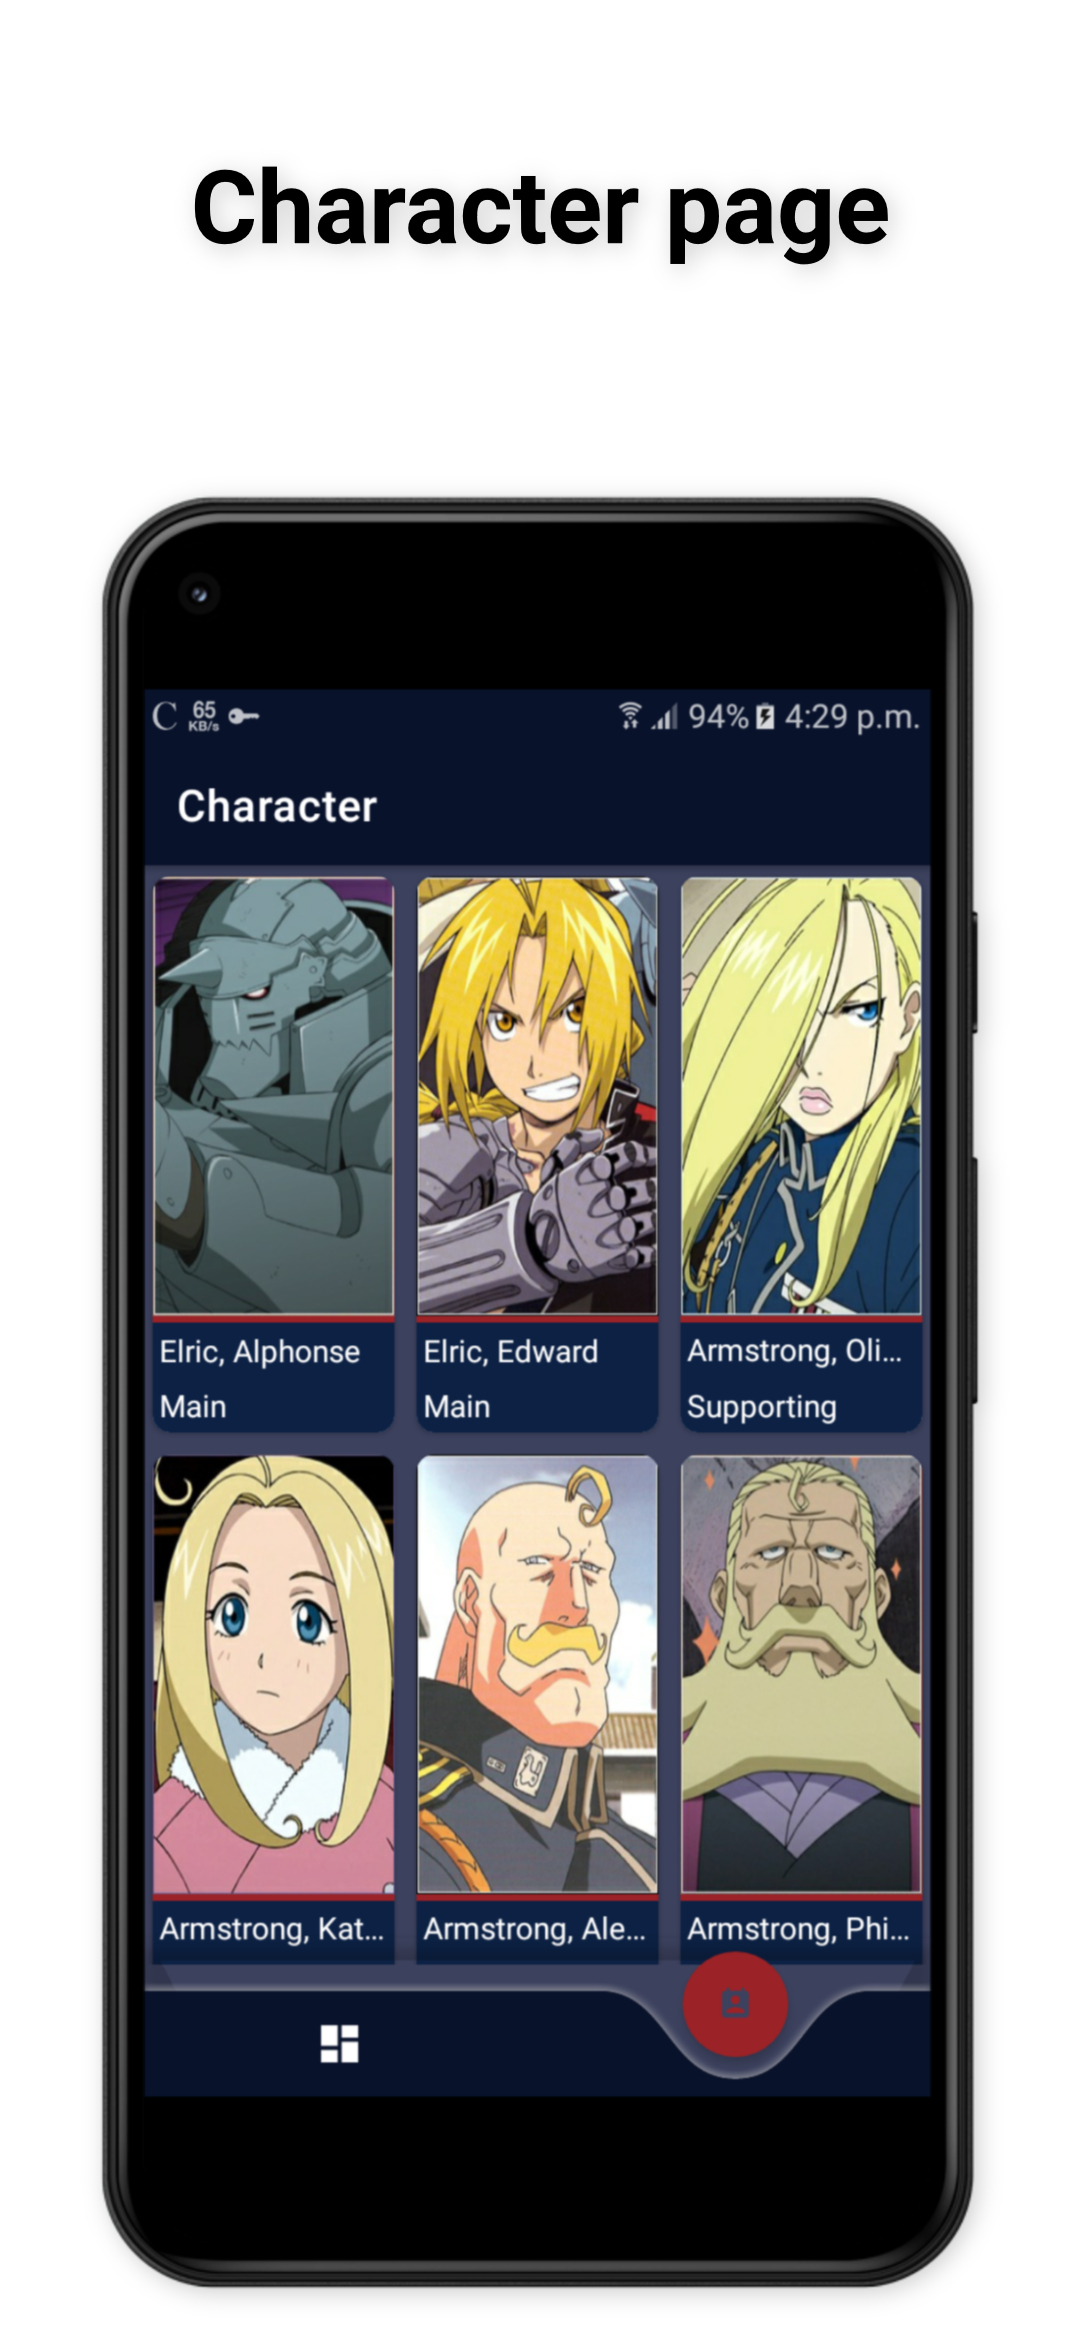 Character page
C 65 KB/s 94% 4:29 p.m.
Character
Elric, Alphonse
Main
Elric, Edward
Main
Armstrong, Oli...
Supporting
Armstrong, Kat...
Armstrong, Ale...
Armstrong, Phi...